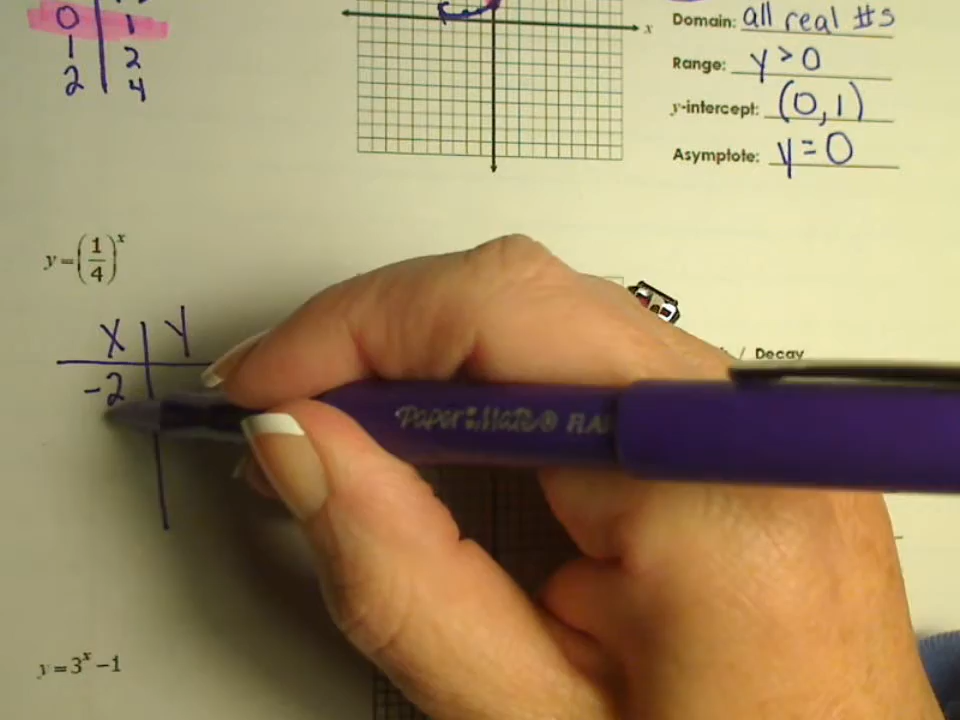 0 1
1 2
2 4
x
Domain: all real #s
Range: y > 0
y-intercept: (0,1)
Asymptote: y = 0
y=(1/4)^x
X Y
-2
/ Decay
Paper:Mate® FLA
y=3^x-1